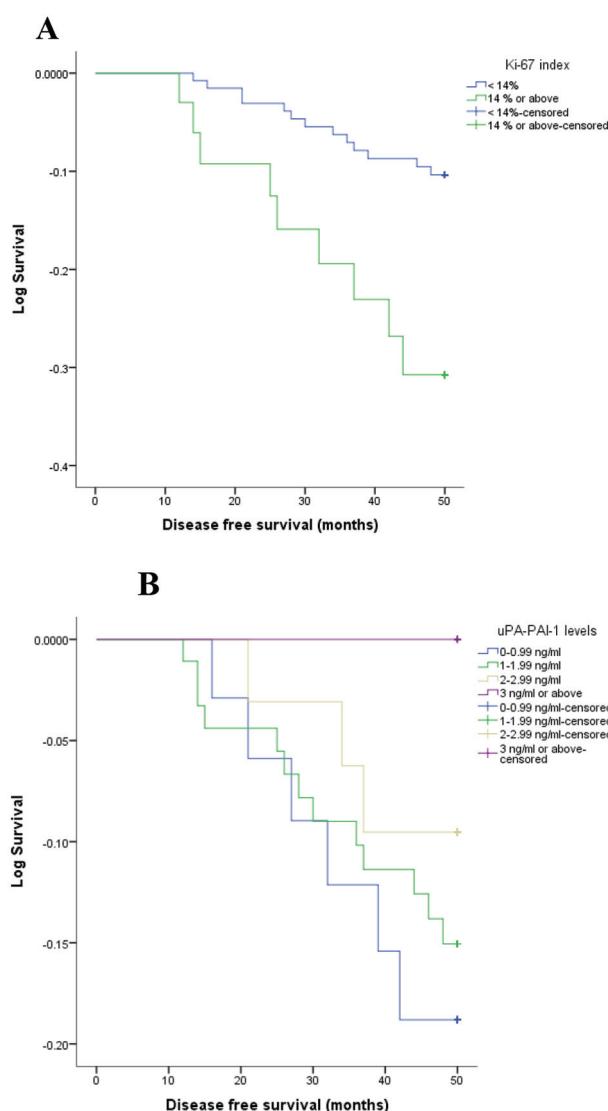 A
Ki-67 index
< 14%
14 % or above
< 14%-censored
14 % or above-censored
0.0000
-0.1
-0.2
-0.3
-0.4
Log Survival
0 10 20 30 40 50
Disease free survival (months)
B
uPA-PAI-1 levels
0-0.99 ng/ml
1-1.99 ng/ml
2-2.99 ng/ml
3 ng/ml or above
0-0.99 ng/ml-censored
1-1.99 ng/ml-censored
2-2.99 ng/ml-censored
3 ng/ml or above-
censored
0.0000
-0.05
-0.10
-0.15
-0.20
Log Survival
0 10 20 30 40 50
Disease free survival (months)